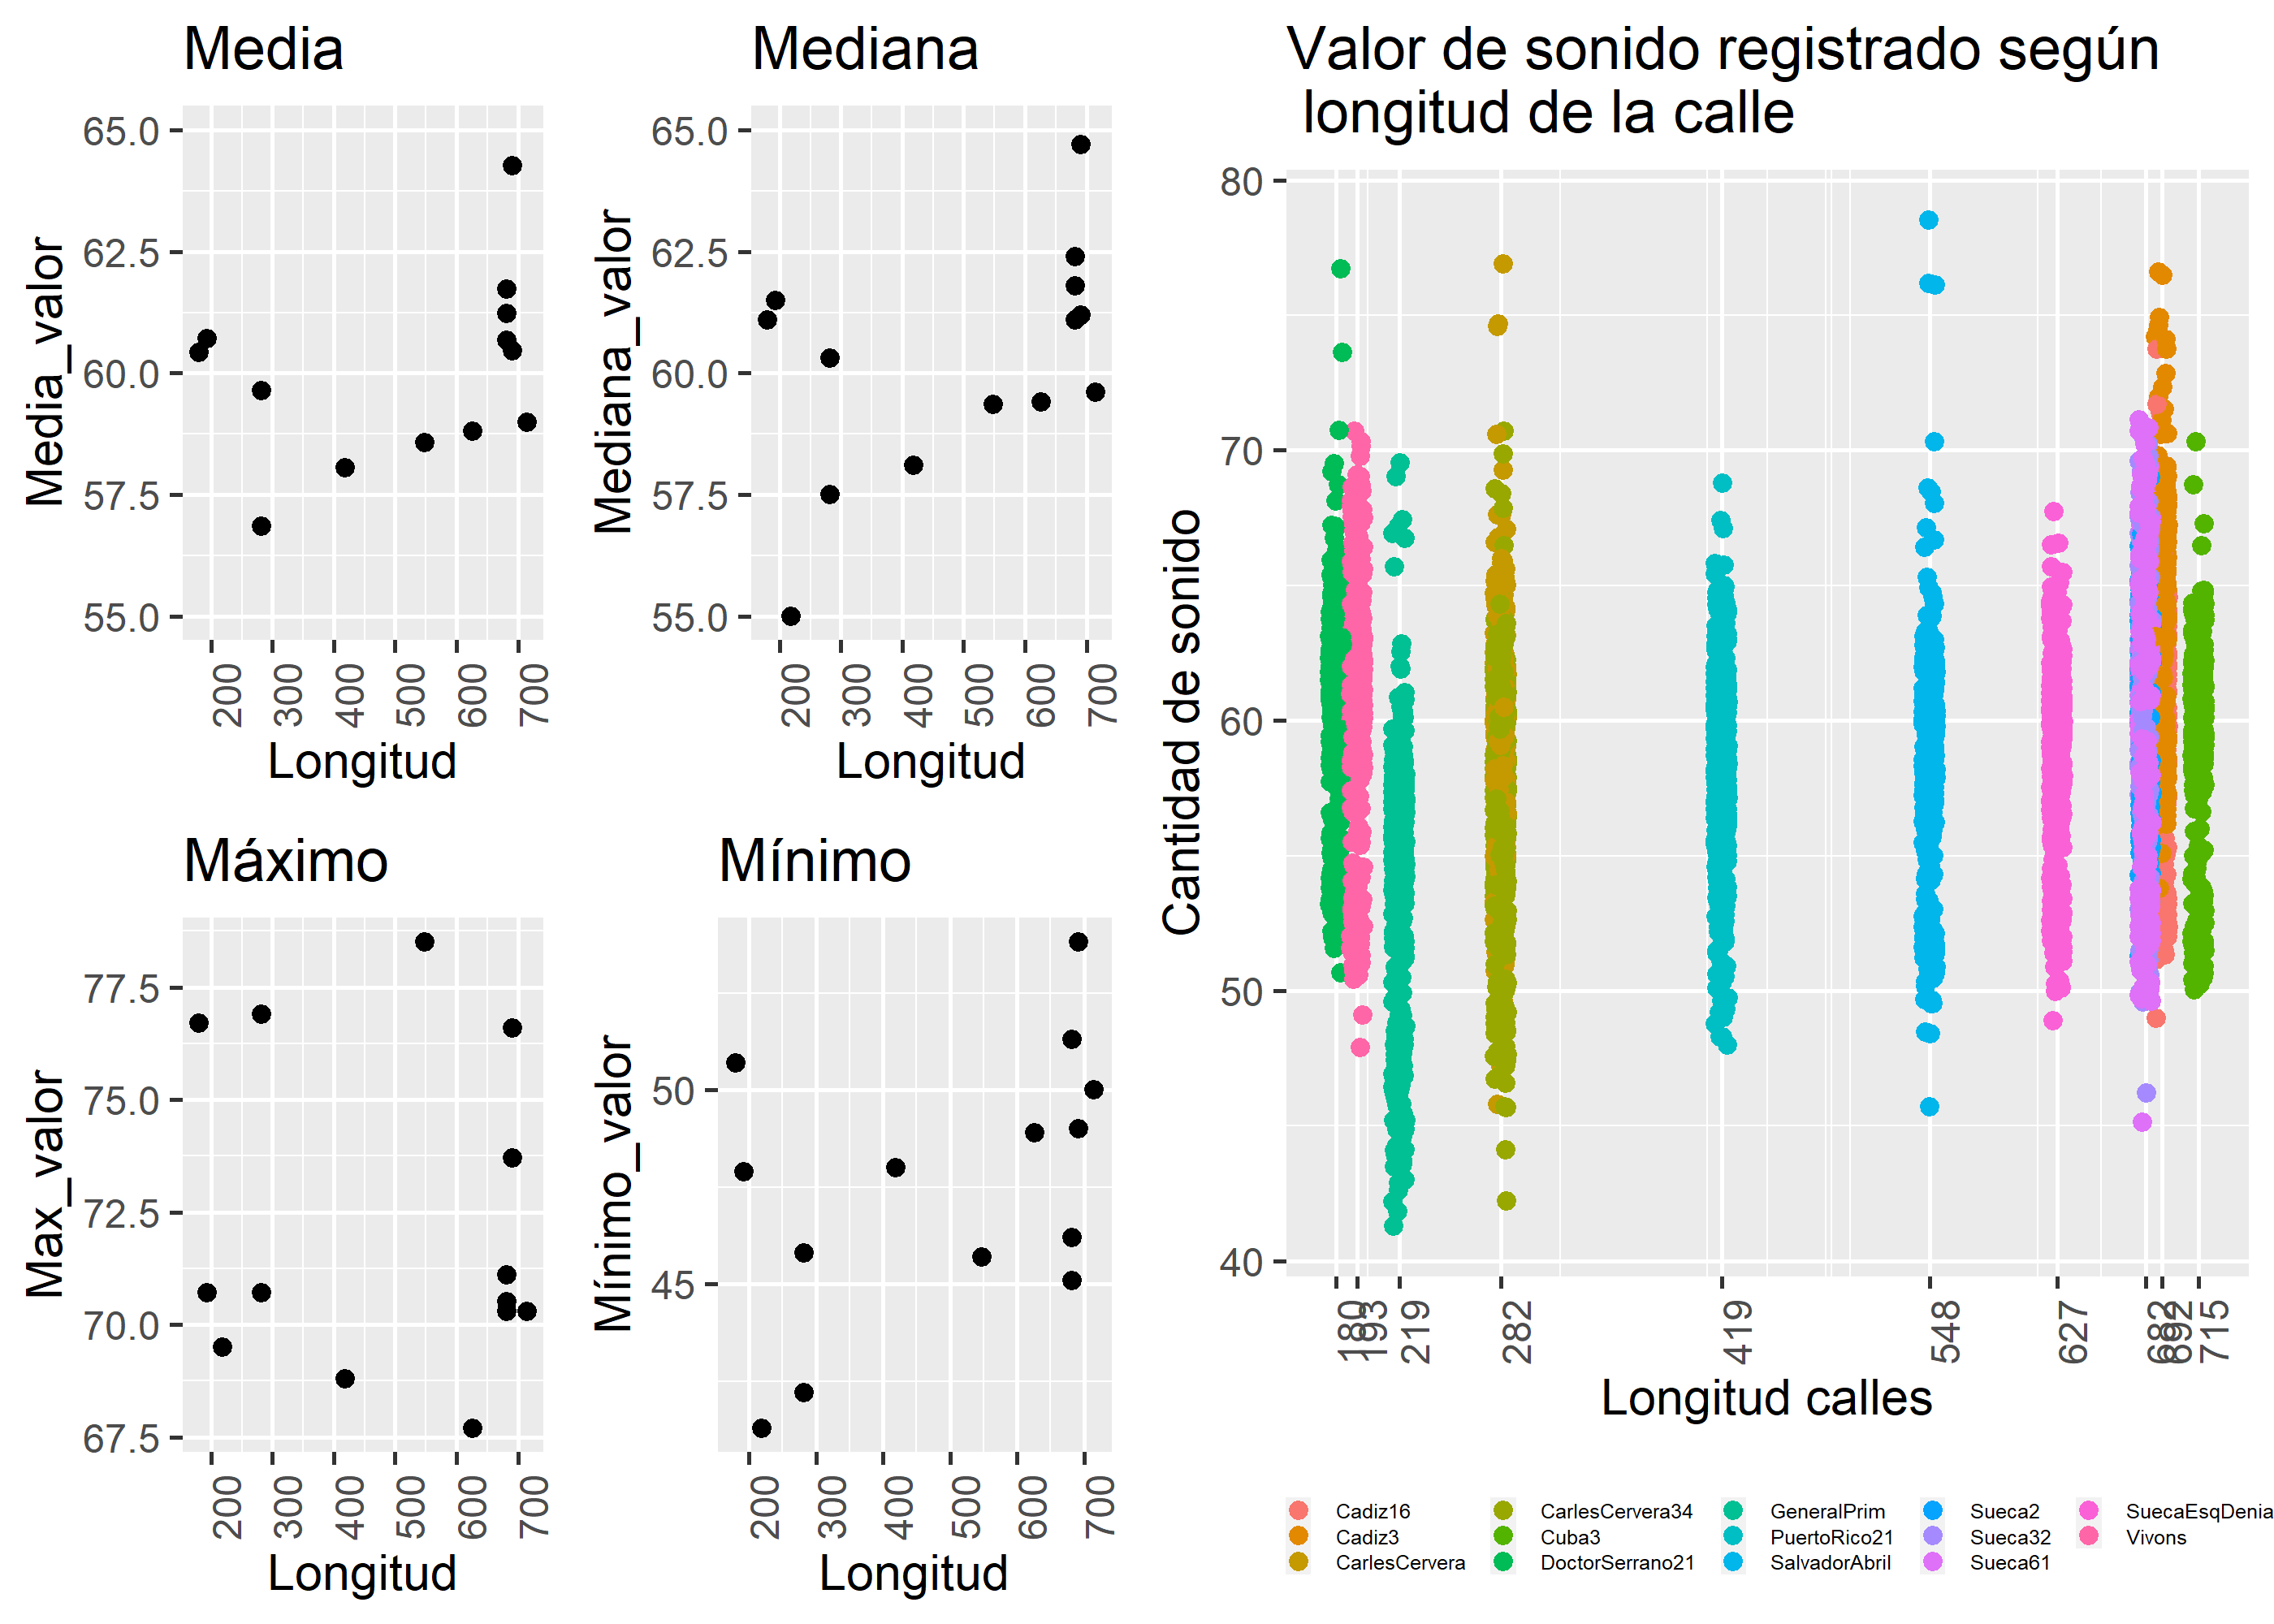 Media
65.0
62.5
60.0
57.5
55.0
Media_valor
200 300 400 500 600 700
Longitud
Mediana
65.0
62.5
60.0
57.5
55.0
Mediana_valor
200 300 400 500 600 700
Longitud
Máximo
77.5
75.0
72.5
70.0
67.5
Max_valor
200 300 400 500 600 700
Longitud
Mínimo
50
45
Mínimo_valor
200 300 400 500 600 700
Longitud
Valor de sonido registrado según
longitud de la calle
80
70
60
50
40
Cantidad de sonido
180 193 219 282 419 548 627 682 692 715
Longitud calles
Cadiz16 CarlesCervera34 GeneralPrim Sueca2 SuecaEsqDenia
Cadiz3 Cuba3 PuertoRico21 Sueca32 Vivons
CarlesCervera DoctorSerrano21 SalvadorAbril Sueca61